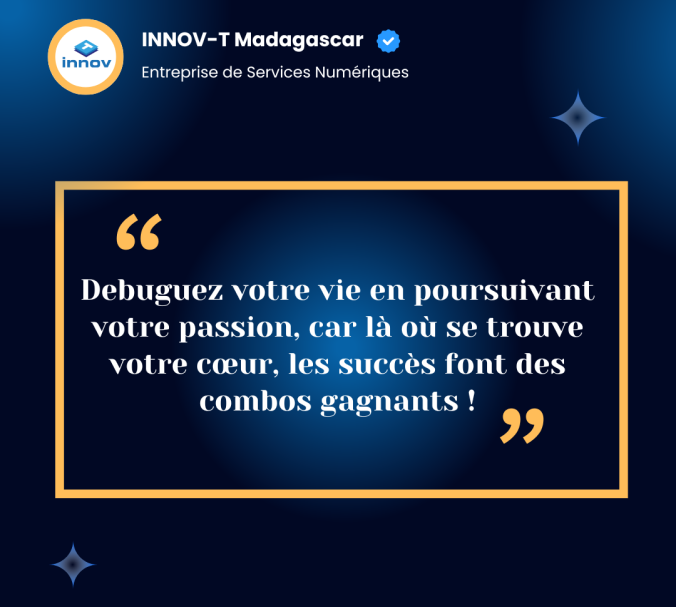 INNOV-T Madagascar
innov
Entreprise de Services Numériques
“
Debuguez votre vie en poursuivant
votre passion, car là où se trouve
votre cœur, les succès font des
combos gagnants !
”